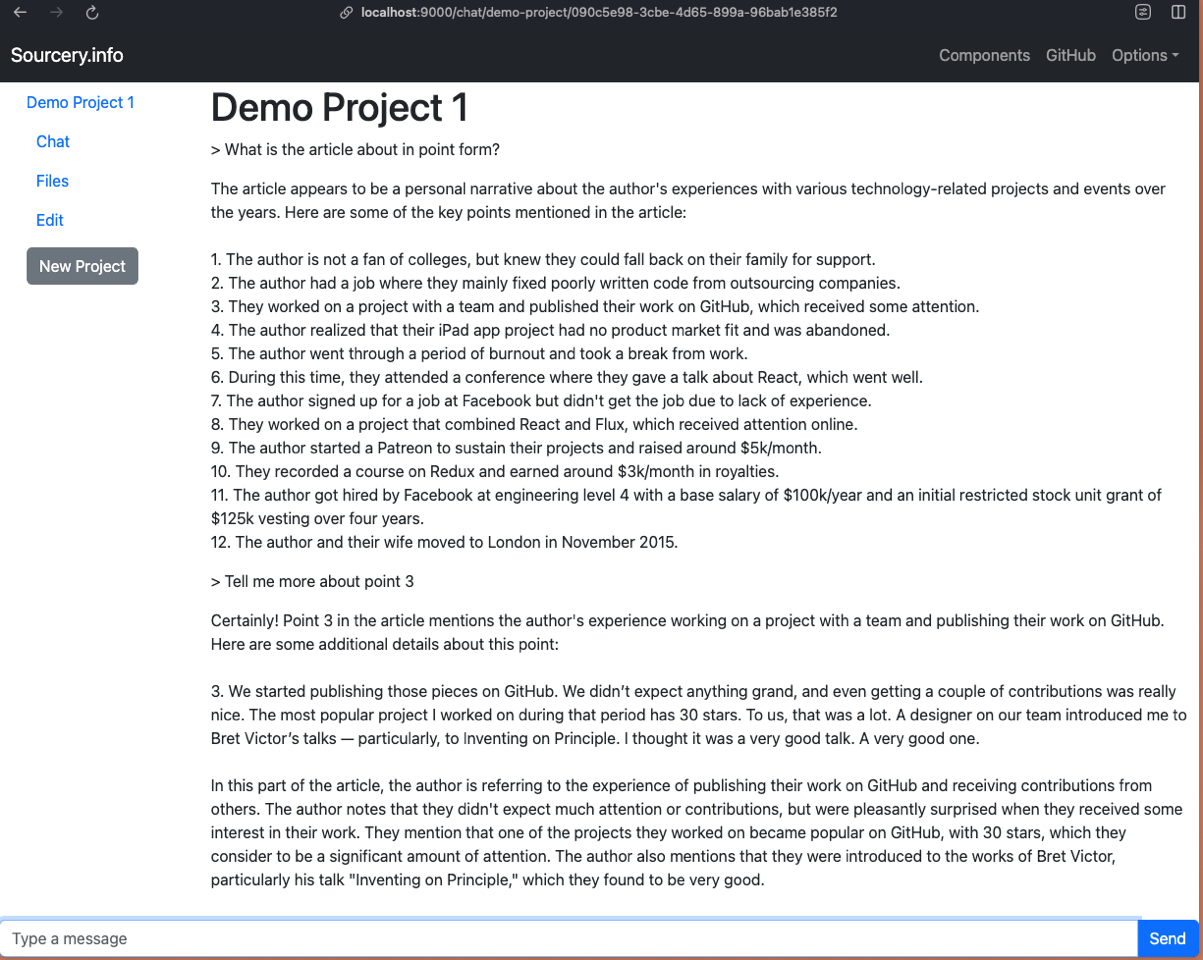 localhost:9000/chat/demo-project/090c5e98-3cbe-4d65-899a-96bab1e385f2
Sourcery.info
Components GitHub Options
Demo Project 1
Chat
Files
Edit
New Project
Demo Project 1
> What is the article about in point form?
The article appears to be a personal narrative about the author's experiences with various technology-related projects and events over
the years. Here are some of the key points mentioned in the article:
1. The author is not a fan of colleges, but knew they could fall back on their family for support.
2. The author had a job where they mainly fixed poorly written code from outsourcing companies.
3. They worked on a project with a team and published their work on GitHub, which received some attention.
4. The author realized that their iPad app project had no product market fit and was abandoned.
5. The author went through a period of burnout and took a break from work.
6. During this time, they attended a conference where they gave a talk about React, which went well.
7. The author signed up for a job at Facebook but didn't get the job due to lack of experience.
8. They worked on a project that combined React and Flux, which received attention online.
9. The author started a Patreon to sustain their projects and raised around $5k/month.
10. They recorded a course on Redux and earned around $3k/month in royalties.
11. The author got hired by Facebook at engineering level 4 with a base salary of $100k/year and an initial restricted stock unit grant of
$125k vesting over four years.
12. The author and their wife moved to London in November 2015.
> Tell me more about point 3
Certainly! Point 3 in the article mentions the author's experience working on a project with a team and publishing their work on GitHub.
Here are some additional details about this point:
3. We started publishing those pieces on GitHub. We didn’t expect anything grand, and even getting a couple of contributions was really
nice. The most popular project I worked on during that period has 30 stars. To us, that was a lot. A designer on our team introduced me to
Bret Victor’s talks — particularly, to Inventing on Principle. I thought it was a very good talk. A very good one.
In this part of the article, the author is referring to the experience of publishing their work on GitHub and receiving contributions from
others. The author notes that they didn't expect much attention or contributions, but were pleasantly surprised when they received some
interest in their work. They mention that one of the projects they worked on became popular on GitHub, with 30 stars, which they
consider to be a significant amount of attention. The author also mentions that they were introduced to the works of Bret Victor,
particularly his talk "Inventing on Principle," which they found to be very good.
Type a message
Send